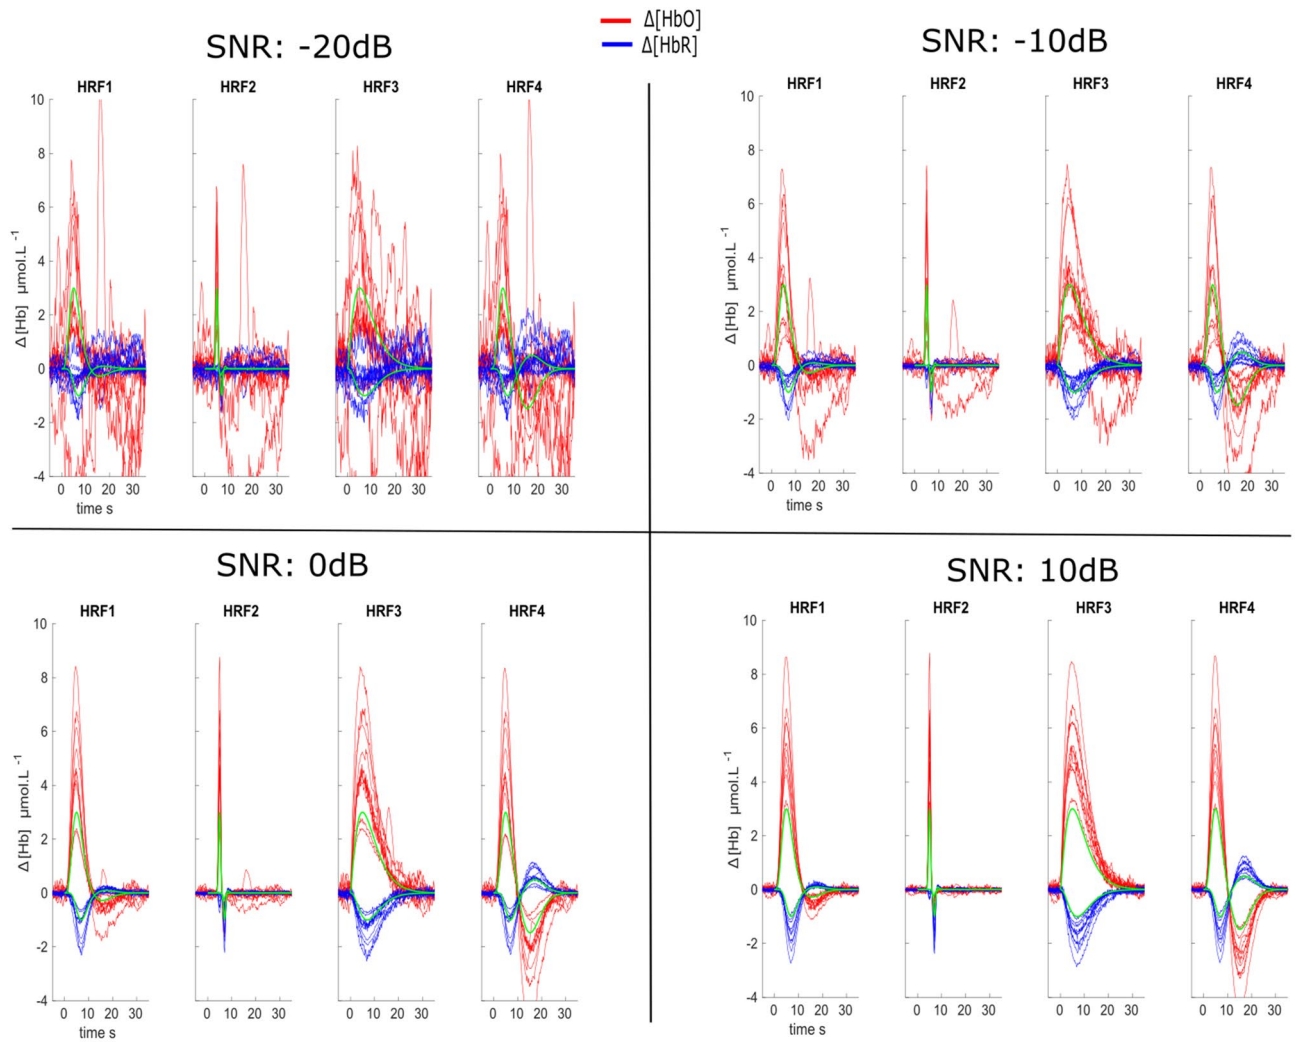 Δ[HbO]
Δ[HbR]
SNR: -20dB
HRF1 HRF2 HRF3 HRF4
10
8
6
4
2
0
-2
-4
Δ[Hb] μmol.L⁻¹
0 10 20 30 0 10 20 30 0 10 20 30 0 10 20 30
time s
SNR: -10dB
HRF1 HRF2 HRF3 HRF4
10
8
6
4
2
0
-2
-4
Δ[Hb] μmol.L⁻¹
0 10 20 30 0 10 20 30 0 10 20 30 0 10 20 30
time s
SNR: 0dB
HRF1 HRF2 HRF3 HRF4
10
8
6
4
2
0
-2
-4
Δ[Hb] μmol.L⁻¹
0 10 20 30 0 10 20 30 0 10 20 30 0 10 20 30
time s
SNR: 10dB
HRF1 HRF2 HRF3 HRF4
10
8
6
4
2
0
-2
-4
Δ[Hb] μmol.L⁻¹
0 10 20 30 0 10 20 30 0 10 20 30 0 10 20 30
time s